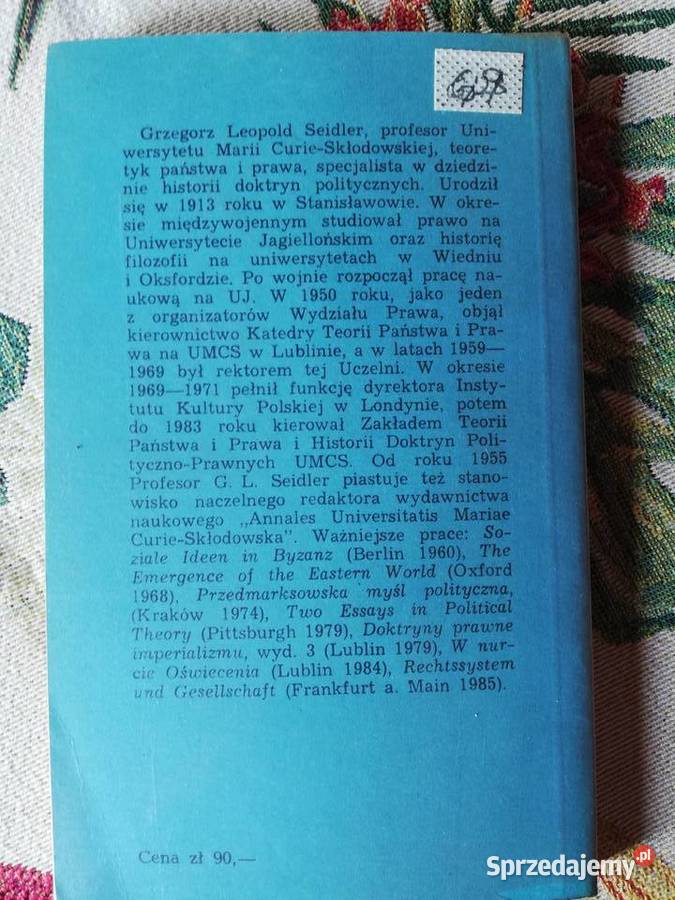 Grzegorz Leopold Seidler, profesor Uni-
wersytetu Marii Curie-Skłodowskiej, teore-
tyk państwa i prawa, specjalista w dziedzi-
nie historii doktryn politycznych. Urodził
się w 1913 roku w Stanisławowie. W okre-
sie międzywojennym studiował prawo na
Uniwersytecie Jagiellońskim oraz historię
filozofii na uniwersytetach w Wiedniu
i Oksfordzie. Po wojnie rozpoczął pracę na-
ukową na UJ. W 1950 roku, jako jeden
z organizatorów Wydziału Prawa, objął
kierownictwo Katedry Teorii Państwa i Pra-
wa na UMCS w Lublinie, a w latach 1959—
1969 był rektorem tej Uczelni. W okresie
1969—1971 pełnił funkcję dyrektora Insty-
tutu Kultury Polskiej w Londynie, potem
do 1983 roku kierował Zakładem Teorii
Państwa i Prawa i Historii Doktryn Poli-
tyczno-Prawnych UMCS. Od roku 1955
Profesor G. L. Seidler piastuje też stano-
wisko naczelnego redaktora wydawnictwa
naukowego „Annales Universitatis Mariae
Curie-Skłodowska". Ważniejsze prace: So-
ziale Ideen in Byzanz (Berlin 1960), The
Emergence of the Eastern World (Oxford
1968), Przedmarksowska myśl polityczna,
(Kraków 1974), Two Essays in Political
Theory (Pittsburgh 1979), Doktryny prawne
imperializmu, wyd. 3 (Lublin 1979), W nur-
cie Oświecenia (Lublin 1984), Rechtssystem
und Gesellschaft (Frankfurt a. Main 1985).
Cena zł 90,—
Sprzedajemy.pl